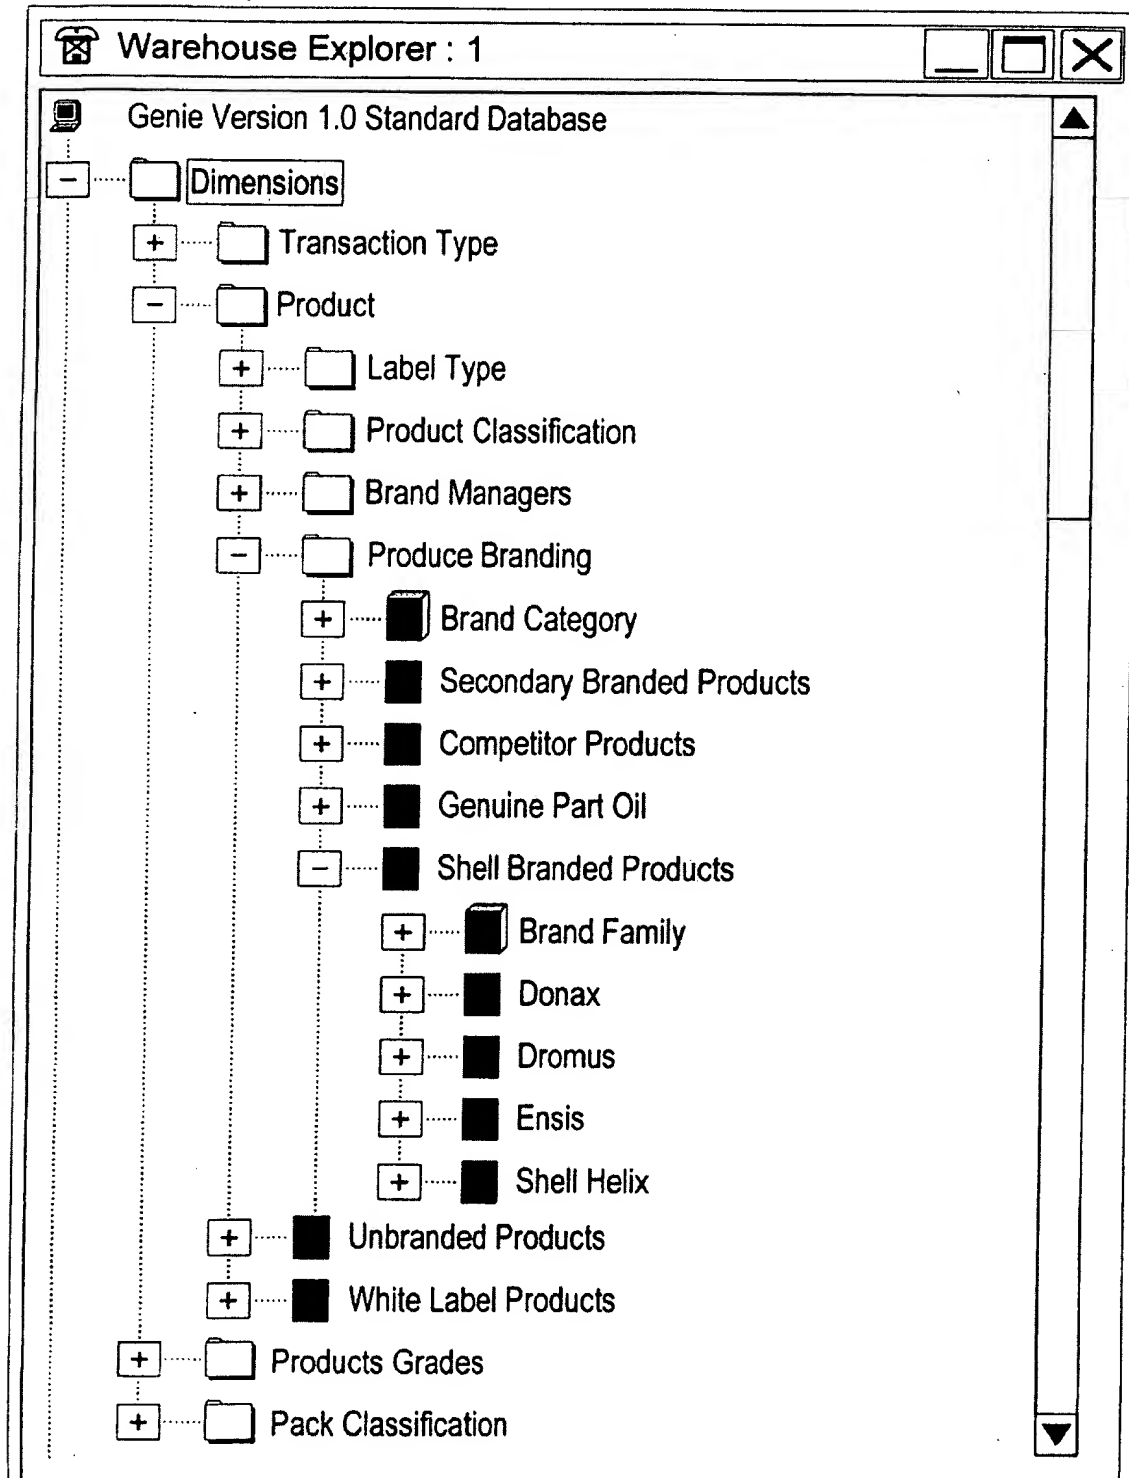 Warehouse Explorer : 1
Genie Version 1.0 Standard Database
Dimensions
Transaction Type
Product
Label Type
Product Classification
Brand Managers
Produce Branding
Brand Category
Secondary Branded Products
Competitor Products
Genuine Part Oil
Shell Branded Products
Brand Family
Donax
Dromus
Ensis
Shell Helix
Unbranded Products
White Label Products
Products Grades
Pack Classification